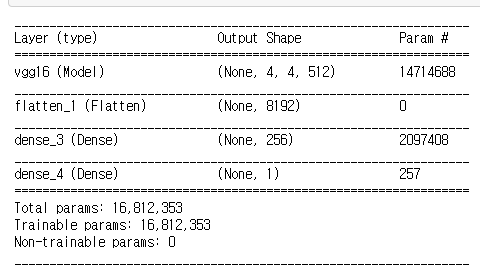 Layer (type) Output Shape Param #
vgg16 (Model) (None, 4, 4, 512) 14714688
flatten_1 (Flatten) (None, 8192) 0
dense_3 (Dense) (None, 256) 2097408
dense_4 (Dense) (None, 1) 257
Total params: 16,812,353
Trainable params: 16,812,353
Non-trainable params: 0